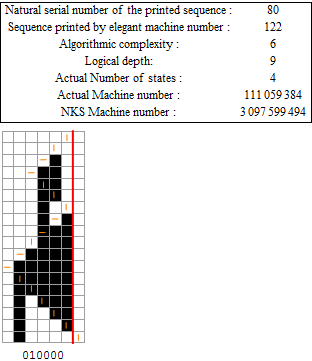 Natural serial number of the printed sequence : 80
Sequence printed by elegant machine number : 122
Algorithmic complexity : 6
Logical depth: 9
Actual Number of states : 4
Actual Machine number : 111 059 384
NKS Machine number : 3 097 599 494
010000